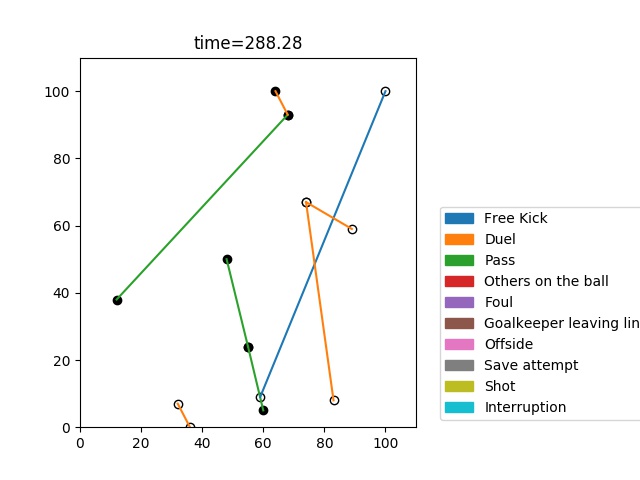 time=288.28
100
80
60
40
20
0
0 20 40 60 80 100
Free Kick
Duel
Pass
Others on the ball
Foul
Goalkeeper leaving lin
Offside
Save attempt
Shot
Interruption